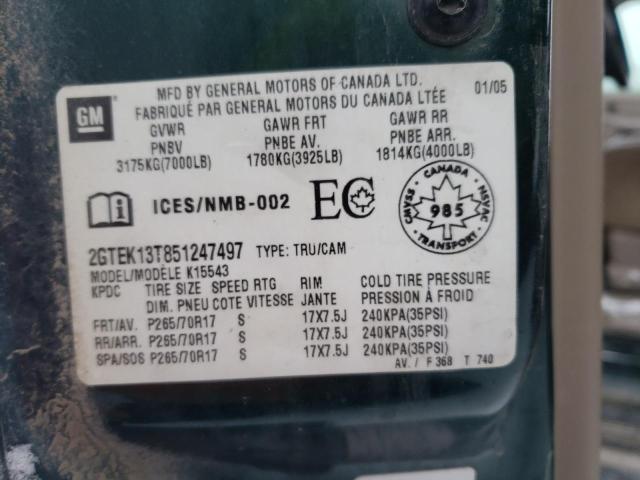 MFD BY GENERAL MOTORS OF CANADA LTD.
01/05
FABRIQUÉ PAR GENERAL MOTORS DU CANADA LTÉE
GM
GVWR GAWR FRT GAWR RR
PNBV PNBE AV. PNBE ARR.
3175KG(7000LB) 1780KG(3925LB) 1814KG(4000LB)
ICES/NMB-002
EC
CANADA
CMVSS NSVAC
985
TRANSPORT
2GTEK13T851247497 TYPE: TRU/CAM
MODEL/MODÈLE K15543
KPDC TIRE SIZE SPEED RTG RIM COLD TIRE PRESSURE
DIM. PNEU COTE VITESSE JANTE PRESSION À FROID
FRT/AV. P265/70R17 S 17X7.5J 240KPA(35PSI)
RR/ARR. P265/70R17 S 17X7.5J 240KPA(35PSI)
SPA/SOS P265/70R17 S 17X7.5J 240KPA(35PSI)
AV. / F 368 T 740